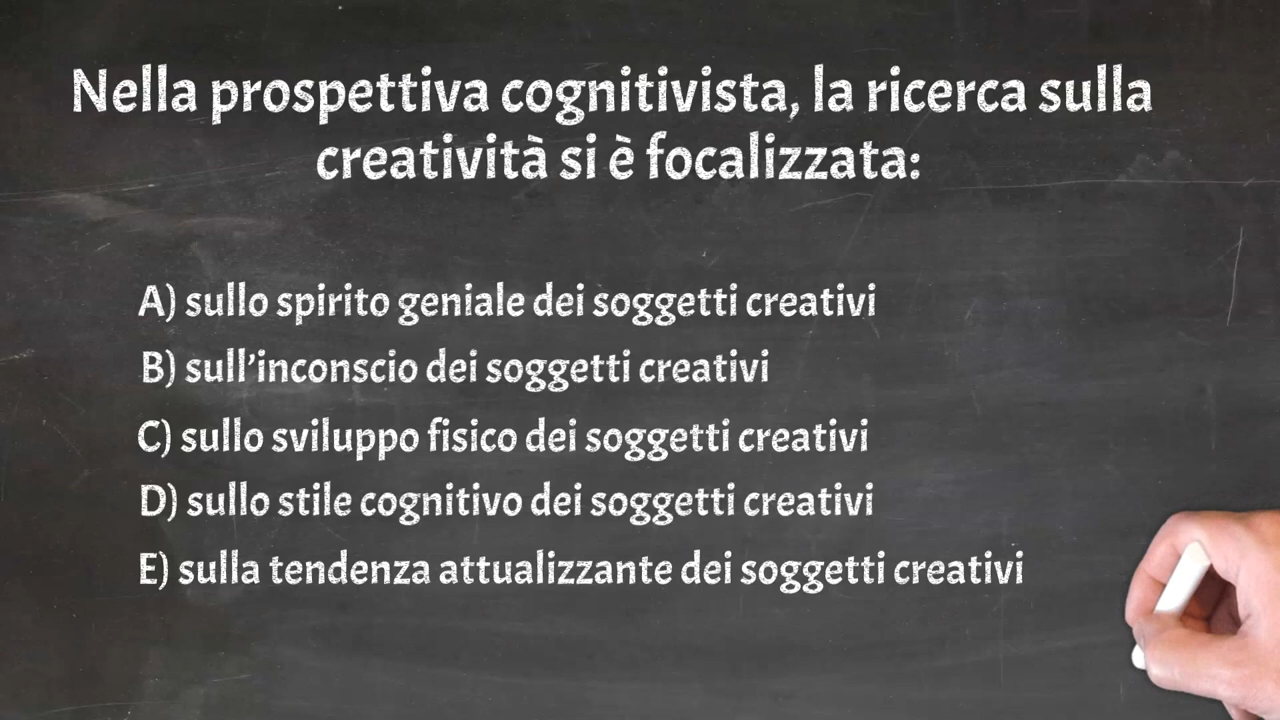 Nella prospettiva cognitivista, la ricerca sulla
creatività si è focalizzata:
A) sullo spirito geniale dei soggetti creativi
B) sull'inconscio dei soggetti creativi
C) sullo sviluppo fisico dei soggetti creativi
D) sullo stile cognitivo dei soggetti creativi
E) sulla tendenza attualizzante dei soggetti creativi